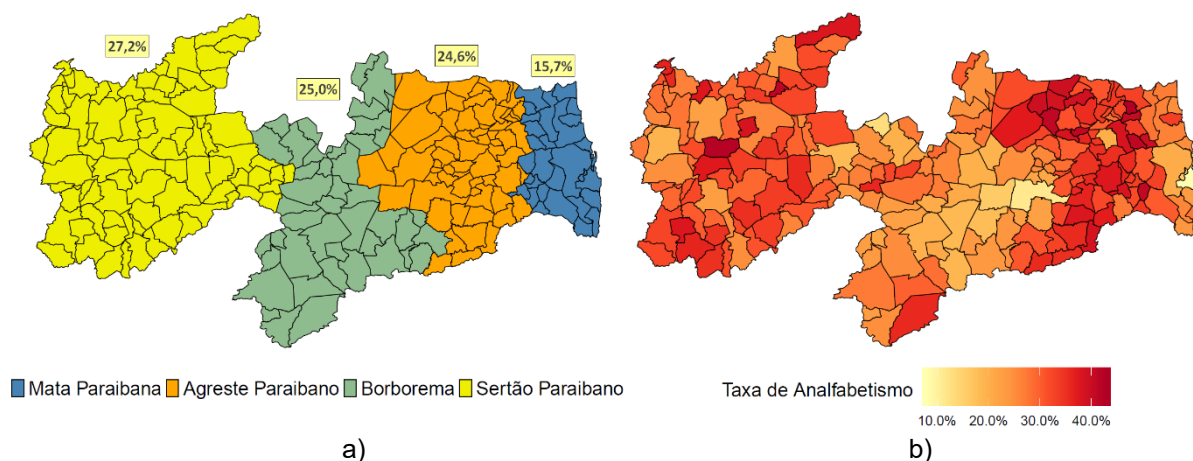 27,2%
25,0%
24,6%
15,7%
Mata Paraibana Agreste Paraibano Borborema Sertão Paraibano
a)
Taxa de Analfabetismo
10.0% 20.0% 30.0% 40.0%
b)